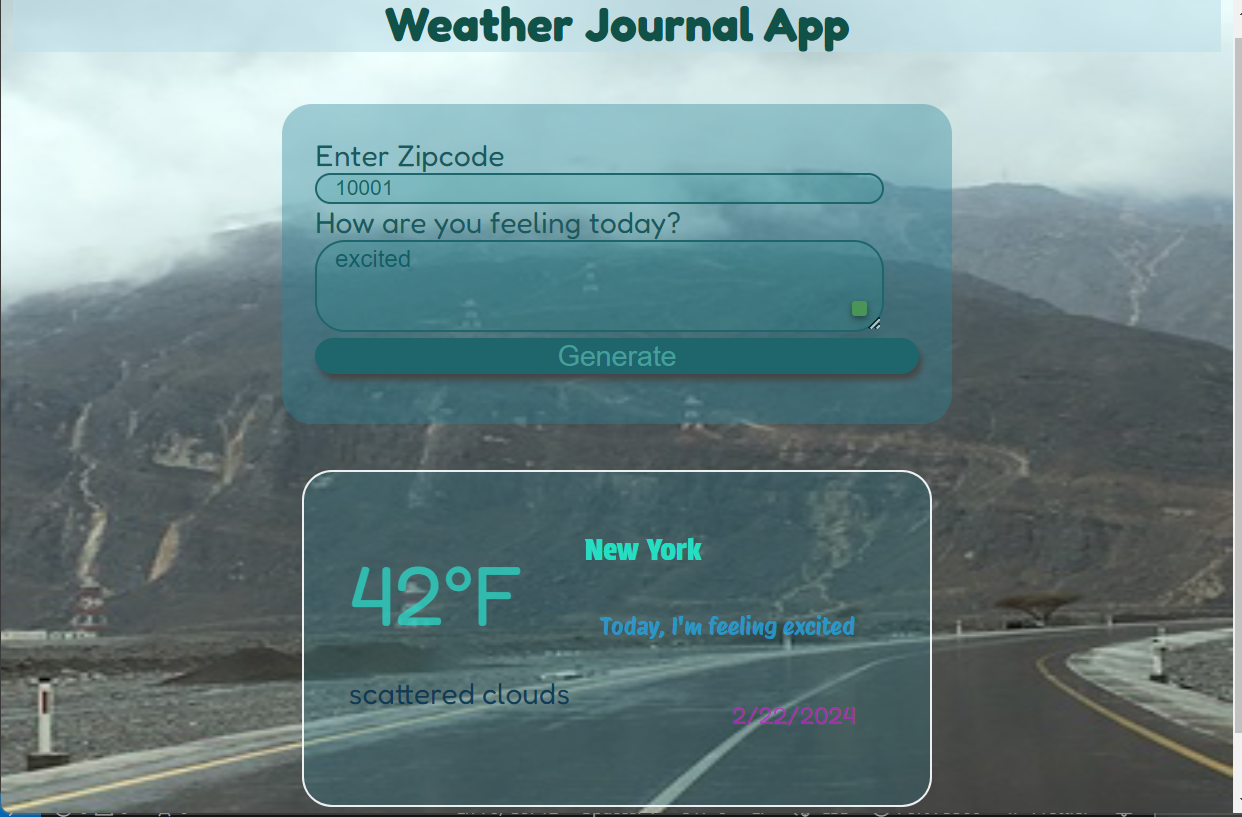 Weather Journal App
Enter Zipcode
10001
How are you feeling today?
excited
Generate
New York
42°F
Today, I'm feeling excited
scattered clouds
2/22/2024